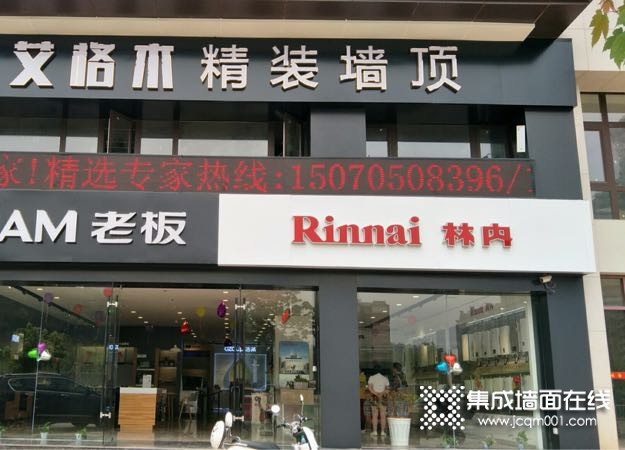 艾格木 精装墙顶
家!精选专家热线:15070508396/1
AM 老板
Rinnai 林内
集成墙面在线
www.jcqm001.com